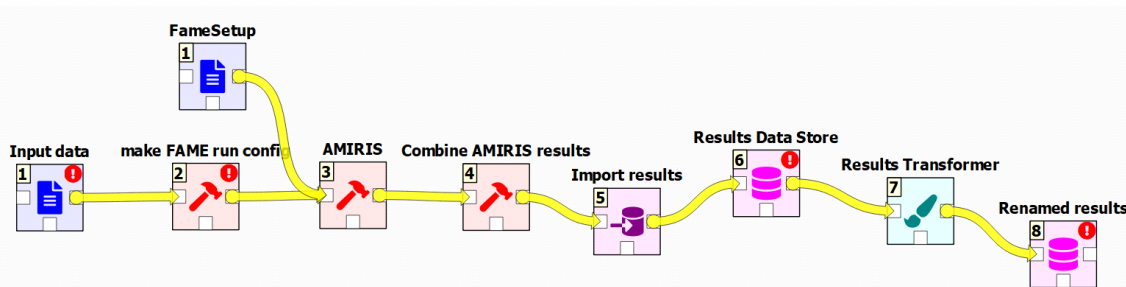 FameSetup
1
Input data
1
!
make FAME run config
2
!
AMIRIS
3
Combine AMIRIS results
4
Import results
5
Results Data Store
6
!
Results Transformer
7
Renamed results
8
!